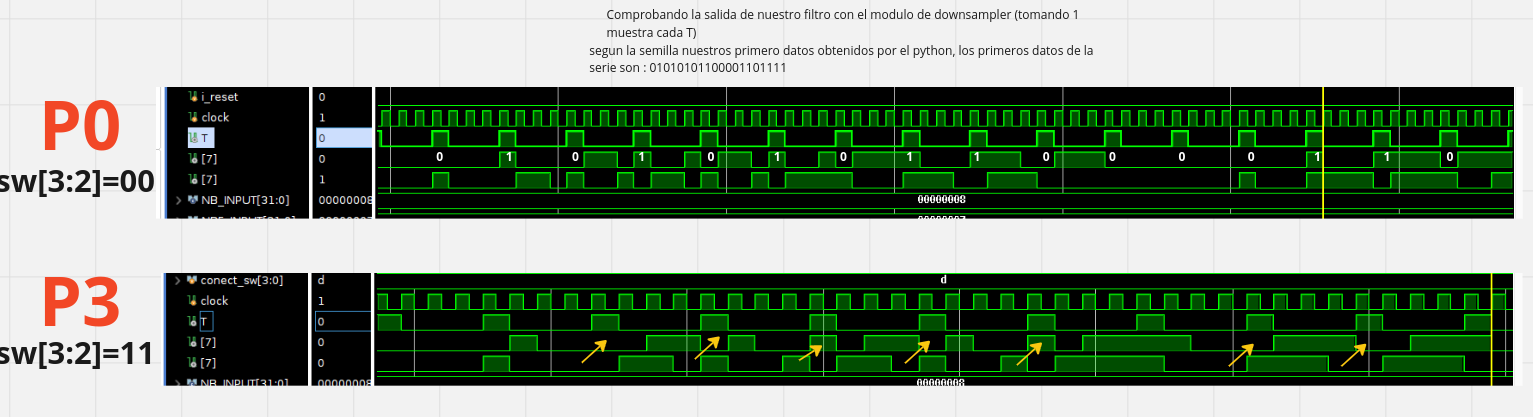 Comprobando la salida de nuestro filtro con el modulo de downsampler (tomando 1
muestra cada T)
segun la semilla nuestros primero datos obtenidos por el python, los primeros datos de la
serie son : 01010101100001101111
P0
sw[3:2]=00
i_reset 0
clock 1
T 0
[7] 0 0 1 0 1 0 1 0 1 1 0 0 0 0 1 1 0
[7] 1
NB_INPUT[31:0] 00000008 00000008
P3
sw[3:2]=11
conect_sw[3:0] d d
clock 1
T 0
[7] 0
[7] 0
NB_INPUT[31:0] 00000008 00000008